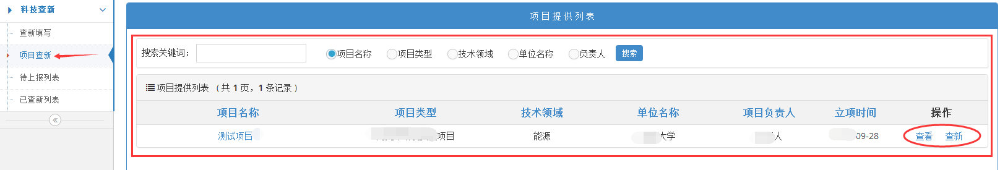 科技查新
查新填写
项目查新
待上报列表
已查新列表
项目提供列表
搜索关键词： 项目名称 项目类型 技术领域 单位名称 负责人 搜索
项目提供列表 （共 1 页，1 条记录）
项目名称 项目类型 技术领域 单位名称 项目负责人 立项时间 操作
测试项目 项目 能源 大学 人 09-28 查看 查新